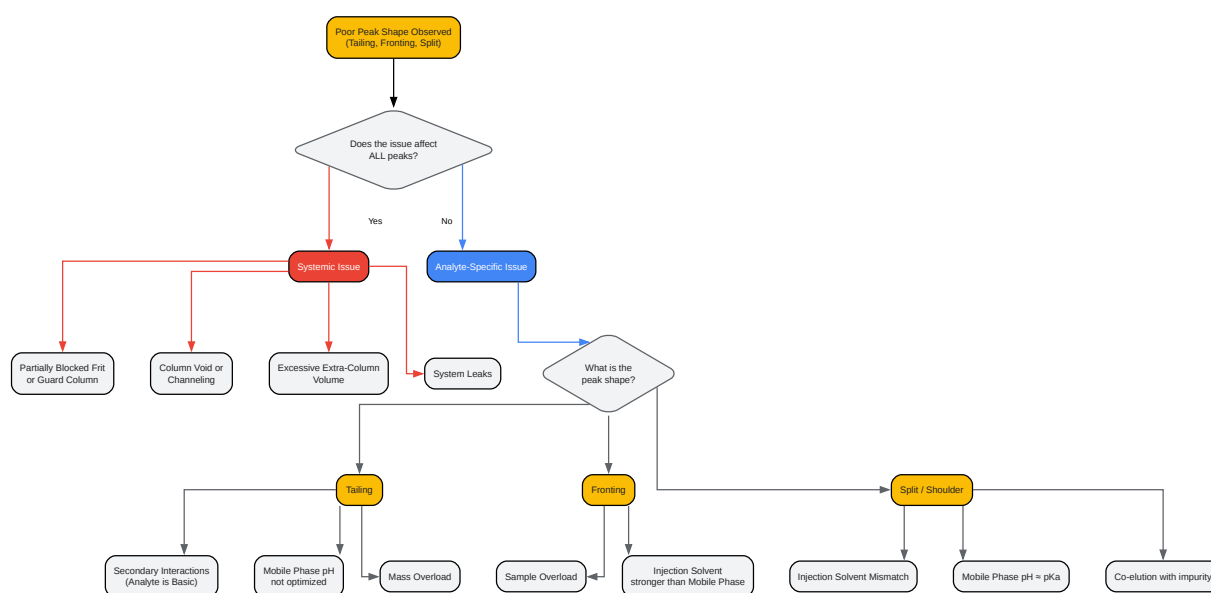 Poor Peak Shape Observed
(Tailing, Fronting, Split)
Does the issue affect
ALL peaks?
Yes
No
Systemic Issue
Analyte-Specific Issue
Partially Blocked Frit
or Guard Column
Column Void or
Channeling
Excessive Extra-Column
Volume
System Leaks
What is the
peak shape?
Tailing
Fronting
Split / Shoulder
Secondary Interactions
(Analyte is Basic)
Mobile Phase pH
not optimized
Mass Overload
Sample Overload
Injection Solvent
stronger than Mobile Phase
Injection Solvent Mismatch
Mobile Phase pH ≈ pKa
Co-elution with impurity